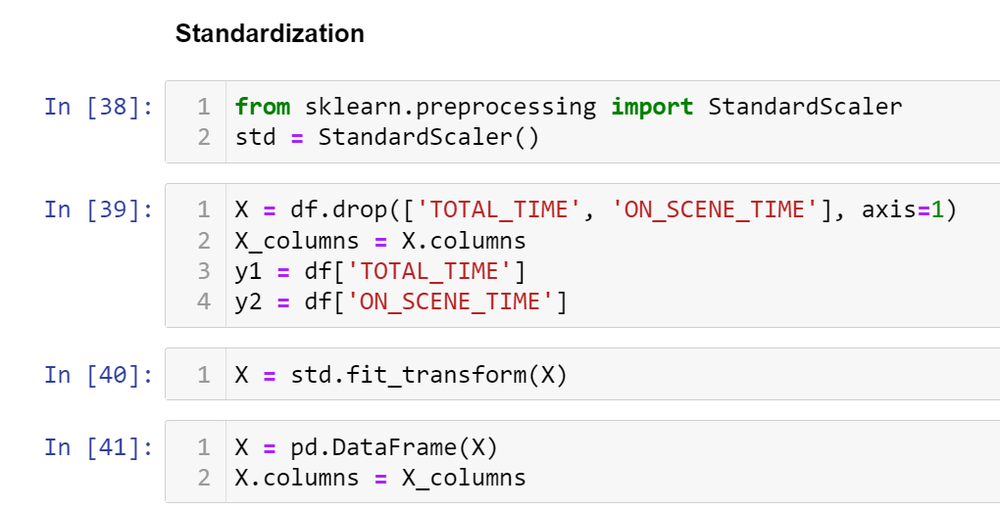 Standardization
In [38]:
1 from sklearn.preprocessing import StandardScaler
2 std = StandardScaler()
In [39]:
1 X = df.drop(['TOTAL_TIME', 'ON_SCENE_TIME'], axis=1)
2 X_columns = X.columns
3 y1 = df['TOTAL_TIME']
4 y2 = df['ON_SCENE_TIME']
In [40]:
1 X = std.fit_transform(X)
In [41]:
1 X = pd.DataFrame(X)
2 X.columns = X_columns